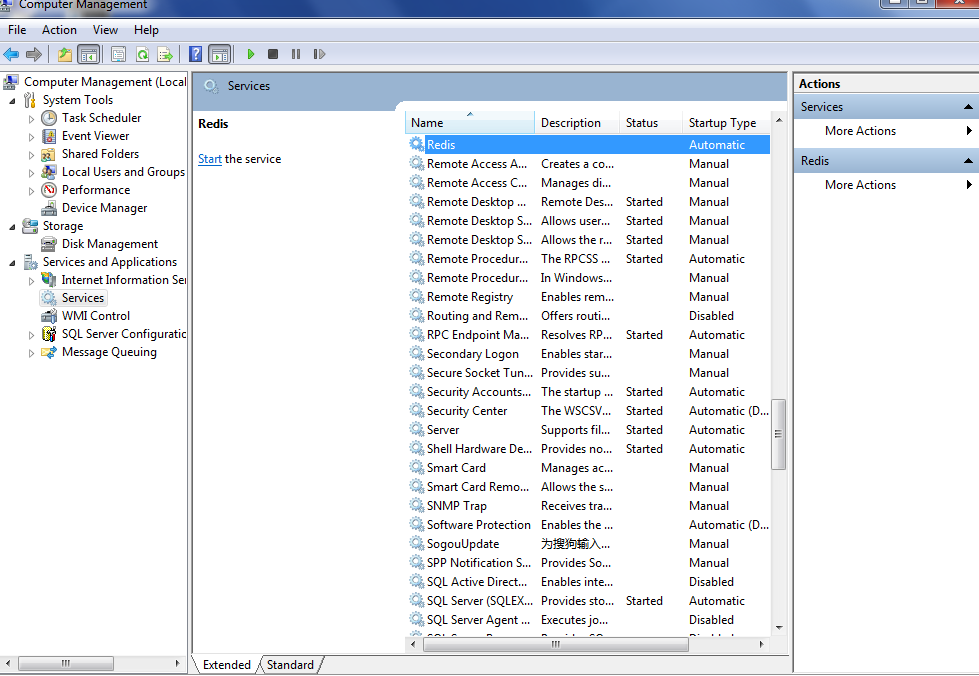 Computer Management
File Action View Help
Computer Management (Local
System Tools
Task Scheduler
Event Viewer
Shared Folders
Local Users and Groups
Performance
Device Manager
Storage
Disk Management
Services and Applications
Internet Information Ser
Services
WMI Control
SQL Server Configuratio
Message Queuing
Services
Redis
Start the service
Name Description Status Startup Type
Redis Automatic
Remote Access A... Creates a co... Manual
Remote Access C... Manages di... Manual
Remote Desktop ... Remote Des... Started Manual
Remote Desktop S... Allows user... Started Manual
Remote Desktop S... Allows the r... Started Manual
Remote Procedur... The RPCSS ... Started Automatic
Remote Procedur... In Windows... Manual
Remote Registry Enables rem... Manual
Routing and Rem... Offers routi... Disabled
RPC Endpoint Ma... Resolves RP... Started Automatic
Secondary Logon Enables star... Manual
Secure Socket Tun... Provides su... Manual
Security Accounts... The startup ... Started Automatic
Security Center The WSCSV... Started Automatic (D...
Server Supports fil... Started Automatic
Shell Hardware De... Provides no... Started Automatic
Smart Card Manages ac... Manual
Smart Card Remo... Allows the s... Manual
SNMP Trap Receives tra... Manual
Software Protection Enables the ... Automatic (D...
SogouUpdate 为搜狗输入... Manual
SPP Notification S... Provides So... Manual
SQL Active Direct... Enables inte... Disabled
SQL Server (SQLEX... Provides sto... Started Automatic
SQL Server Agent ... Executes jo... Disabled
Extended Standard
Actions
Services
More Actions
Redis
More Actions